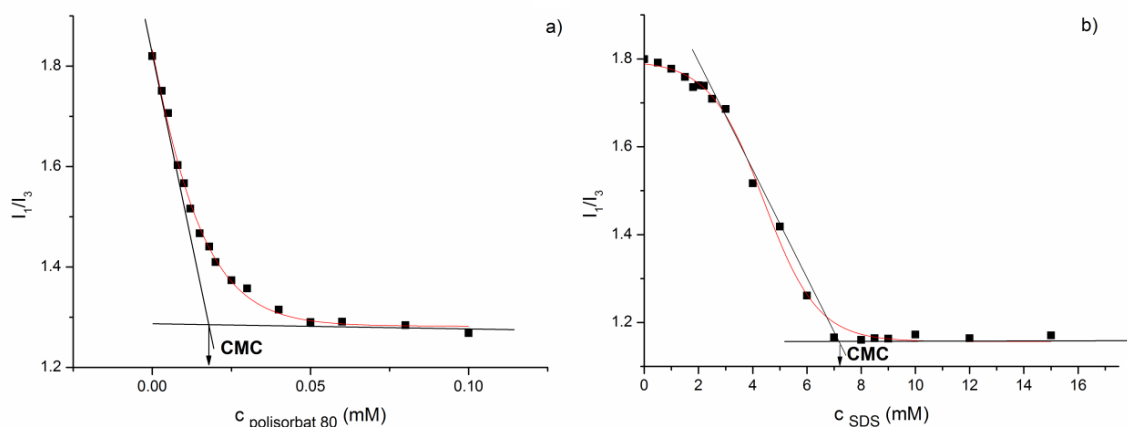 a)
1.8
1.6
1.4
1.2
I1/I3
CMC
0.00 0.05 0.10
c polisorbat 80 (mM)
b)
1.8
1.6
1.4
1.2
I1/I3
CMC
0 2 4 6 8 10 12 14 16
c SDS (mM)